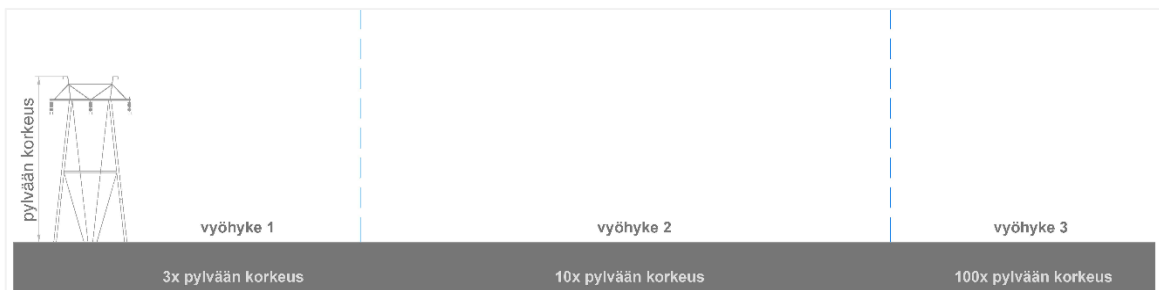 pylvään korkeus
vyöhyke 1
vyöhyke 2
vyöhyke 3
3x pylvään korkeus
10x pylvään korkeus
100x pylvään korkeus